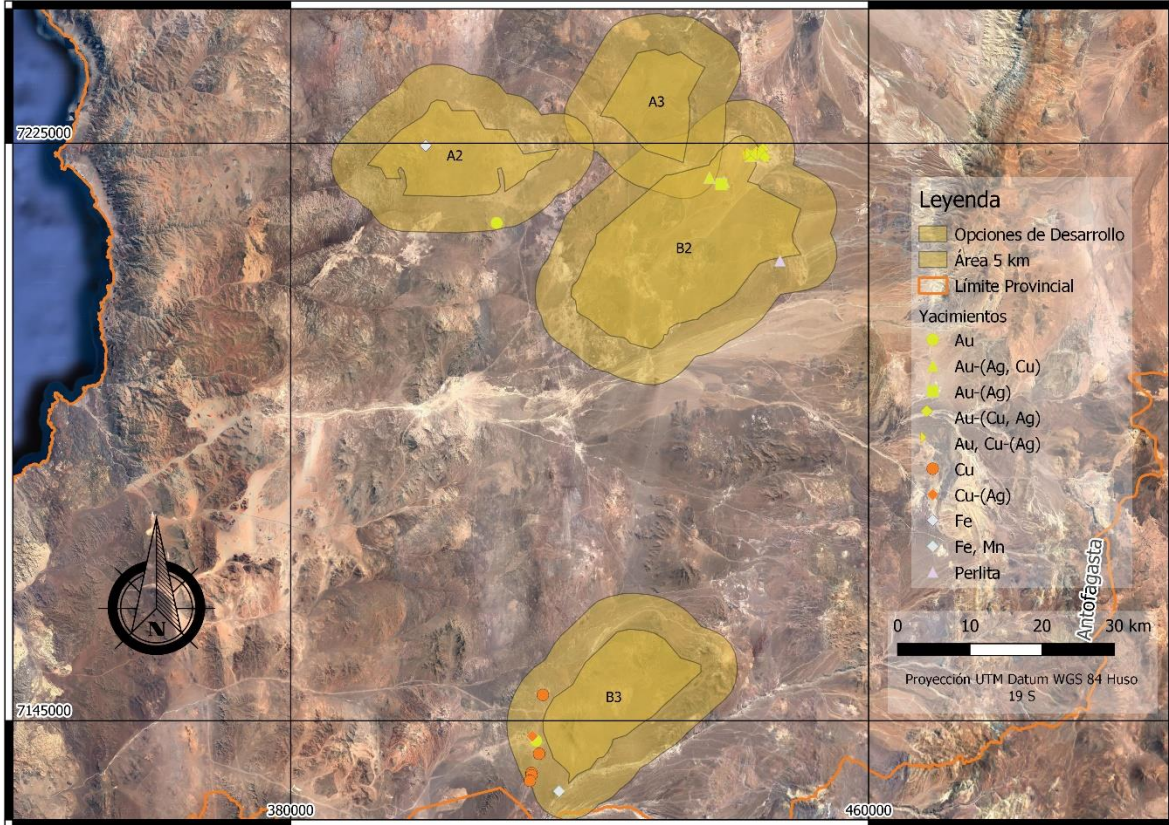 A3
7225000
A2
B2
Leyenda
Opciones de Desarrollo
Área 5 km
Límite Provincial
Yacimientos
Au
Au-(Ag, Cu)
Au-(Ag)
Au-(Cu, Ag)
Au, Cu-(Ag)
Cu
Cu-(Ag)
Fe
Fe, Mn
Perlita
Antofagasta
N
0 10 20 30 km
Proyección UTM Datum WGS 84 Huso
19 S
B3
7145000
380000
460000